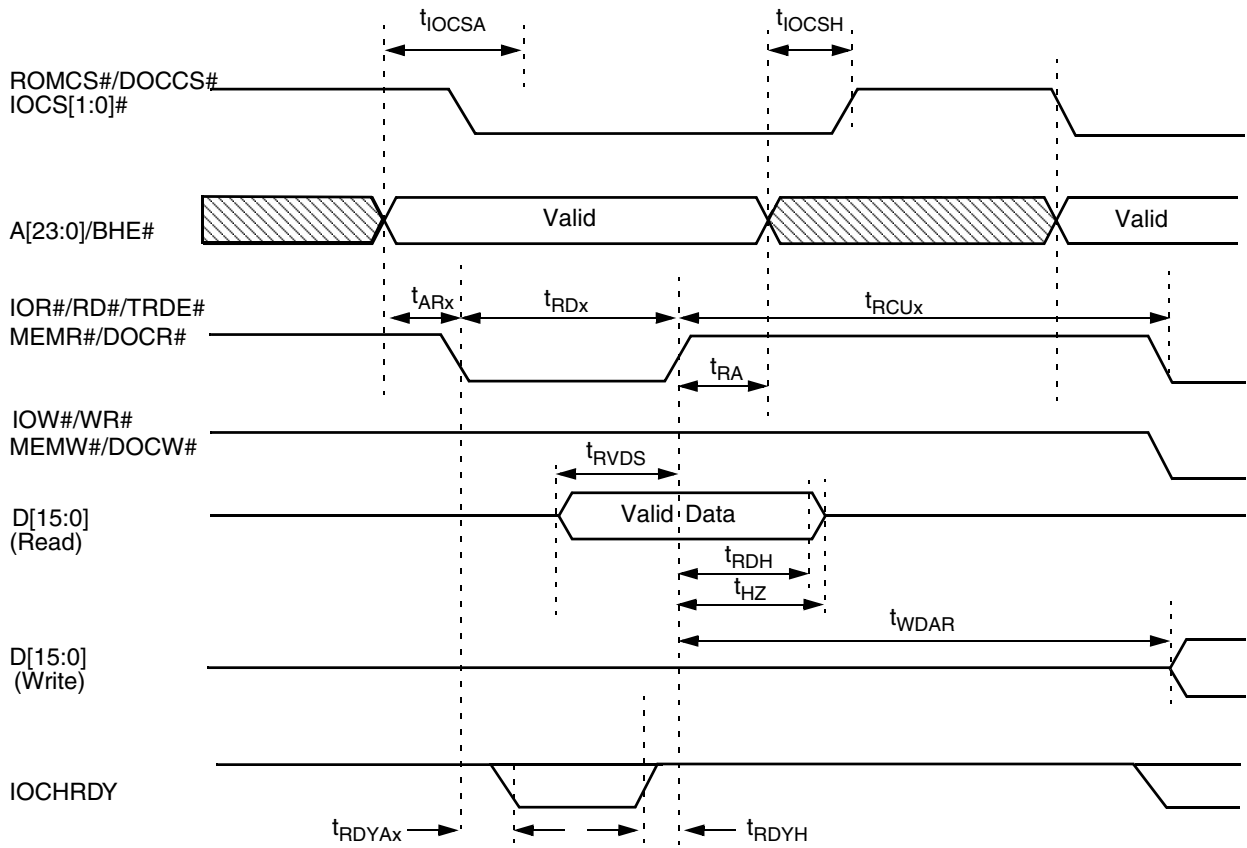 tIOCSA
tIOCSH
ROMCS#/DOCCS#
IOCS[1:0]#
A[23:0]/BHE#
Valid
Valid
IOR#/RD#/TRDE#
MEMR#/DOCR#
tARx
tRDx
tRCUx
tRA
IOW#/WR#
MEMW#/DOCW#
tRVDS
D[15:0]
(Read)
Valid Data
tRDH
tHZ
tWDAR
D[15:0]
(Write)
IOCHRDY
tRDYAx
tRDYH